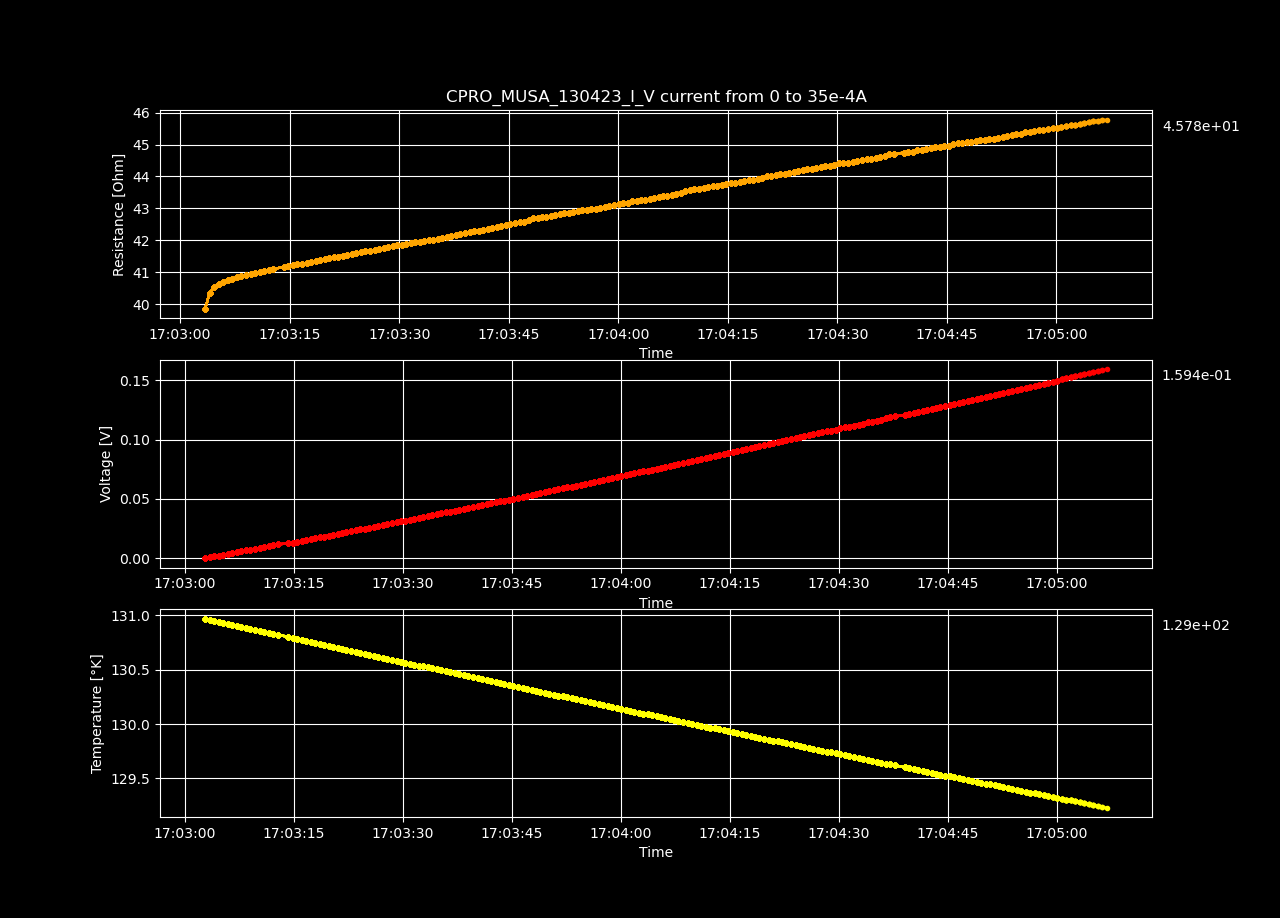 CPRO_MUSA_130423_I_V current from 0 to 35e-4A
46
45
44
43
42
41
40
Resistance [Ohm]
4.578e+01
17:03:00 17:03:15 17:03:30 17:03:45 17:04:00 17:04:15 17:04:30 17:04:45 17:05:00
Time
0.15
0.10
0.05
0.00
Voltage [V]
1.594e-01
17:03:00 17:03:15 17:03:30 17:03:45 17:04:00 17:04:15 17:04:30 17:04:45 17:05:00
Time
131.0
130.5
130.0
129.5
Temperature [°K]
1.29e+02
17:03:00 17:03:15 17:03:30 17:03:45 17:04:00 17:04:15 17:04:30 17:04:45 17:05:00
Time